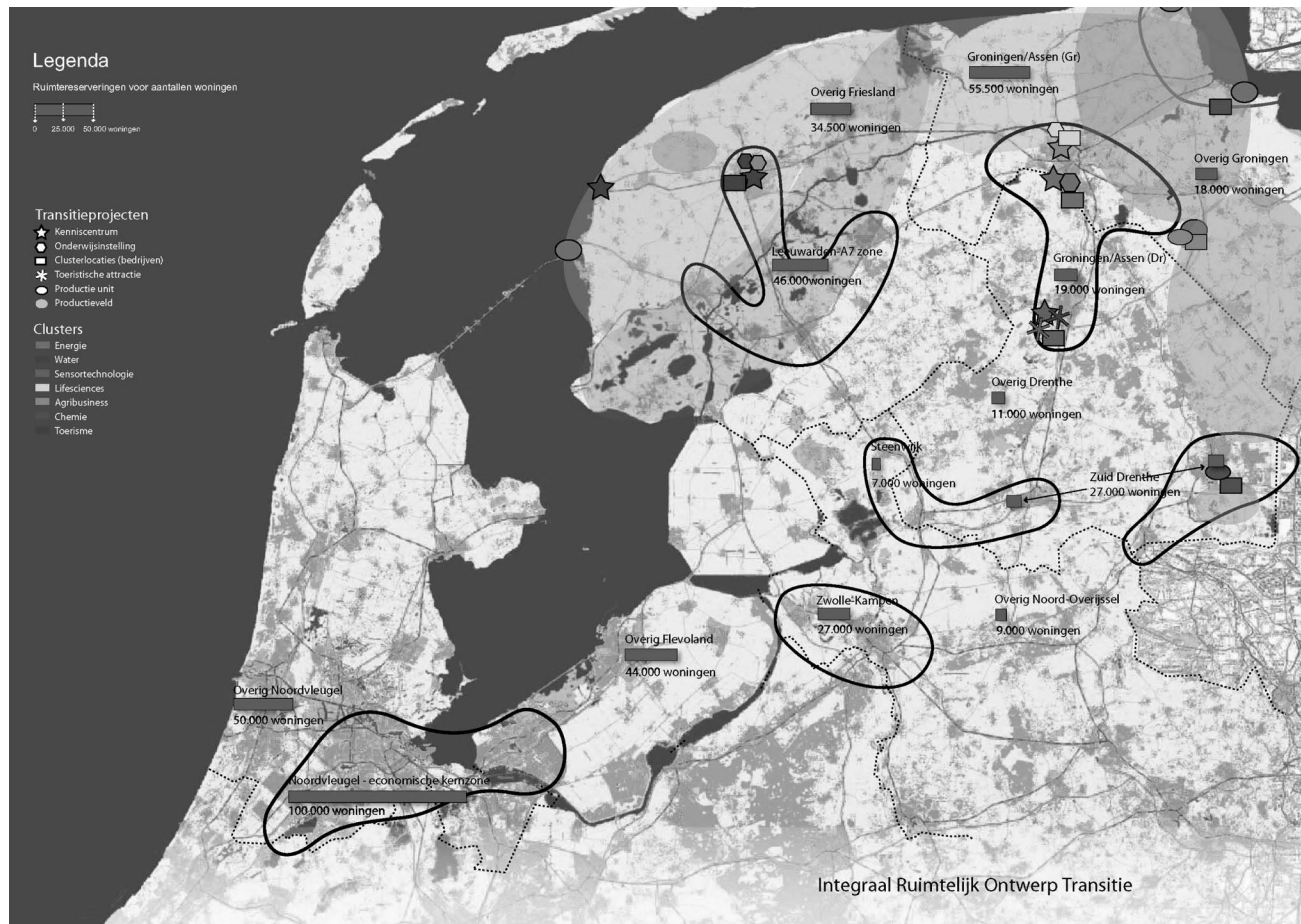 Legenda
Ruimtereserveringen voor aantallen woningen
0 25.000 50.000 woningen
Transitieprojecten
Kenniscentrum
Onderwijsinstelling
Clusterlocaties (bedrijven)
Toeristische attractie
Productie unit
Productieveld
Clusters
Energie
Water
Sensortechnologie
Lifesciences
Agribusiness
Chemie
Toerisme
Groningen/Assen (Gr)
55.500 woningen
Overig Friesland
34.500 woningen
Overig Groningen
18.000 woningen
Leeuwarden-A7 zone
46.000woningen
Groningen/Assen (Dr)
19.000 woningen
Overig Drenthe
11.000 woningen
Steenwijk
7.000 woningen
Zuid Drenthe
27.000 woningen
Zwolle-Kampen
27.000 woningen
Overig Noord-Overijssel
9.000 woningen
Overig Flevoland
44.000 woningen
Overig Noordvleugel
50.000 woningen
Noordvleugel - economische kernzone
100.000 woningen
Integraal Ruimtelijk Ontwerp Transitie